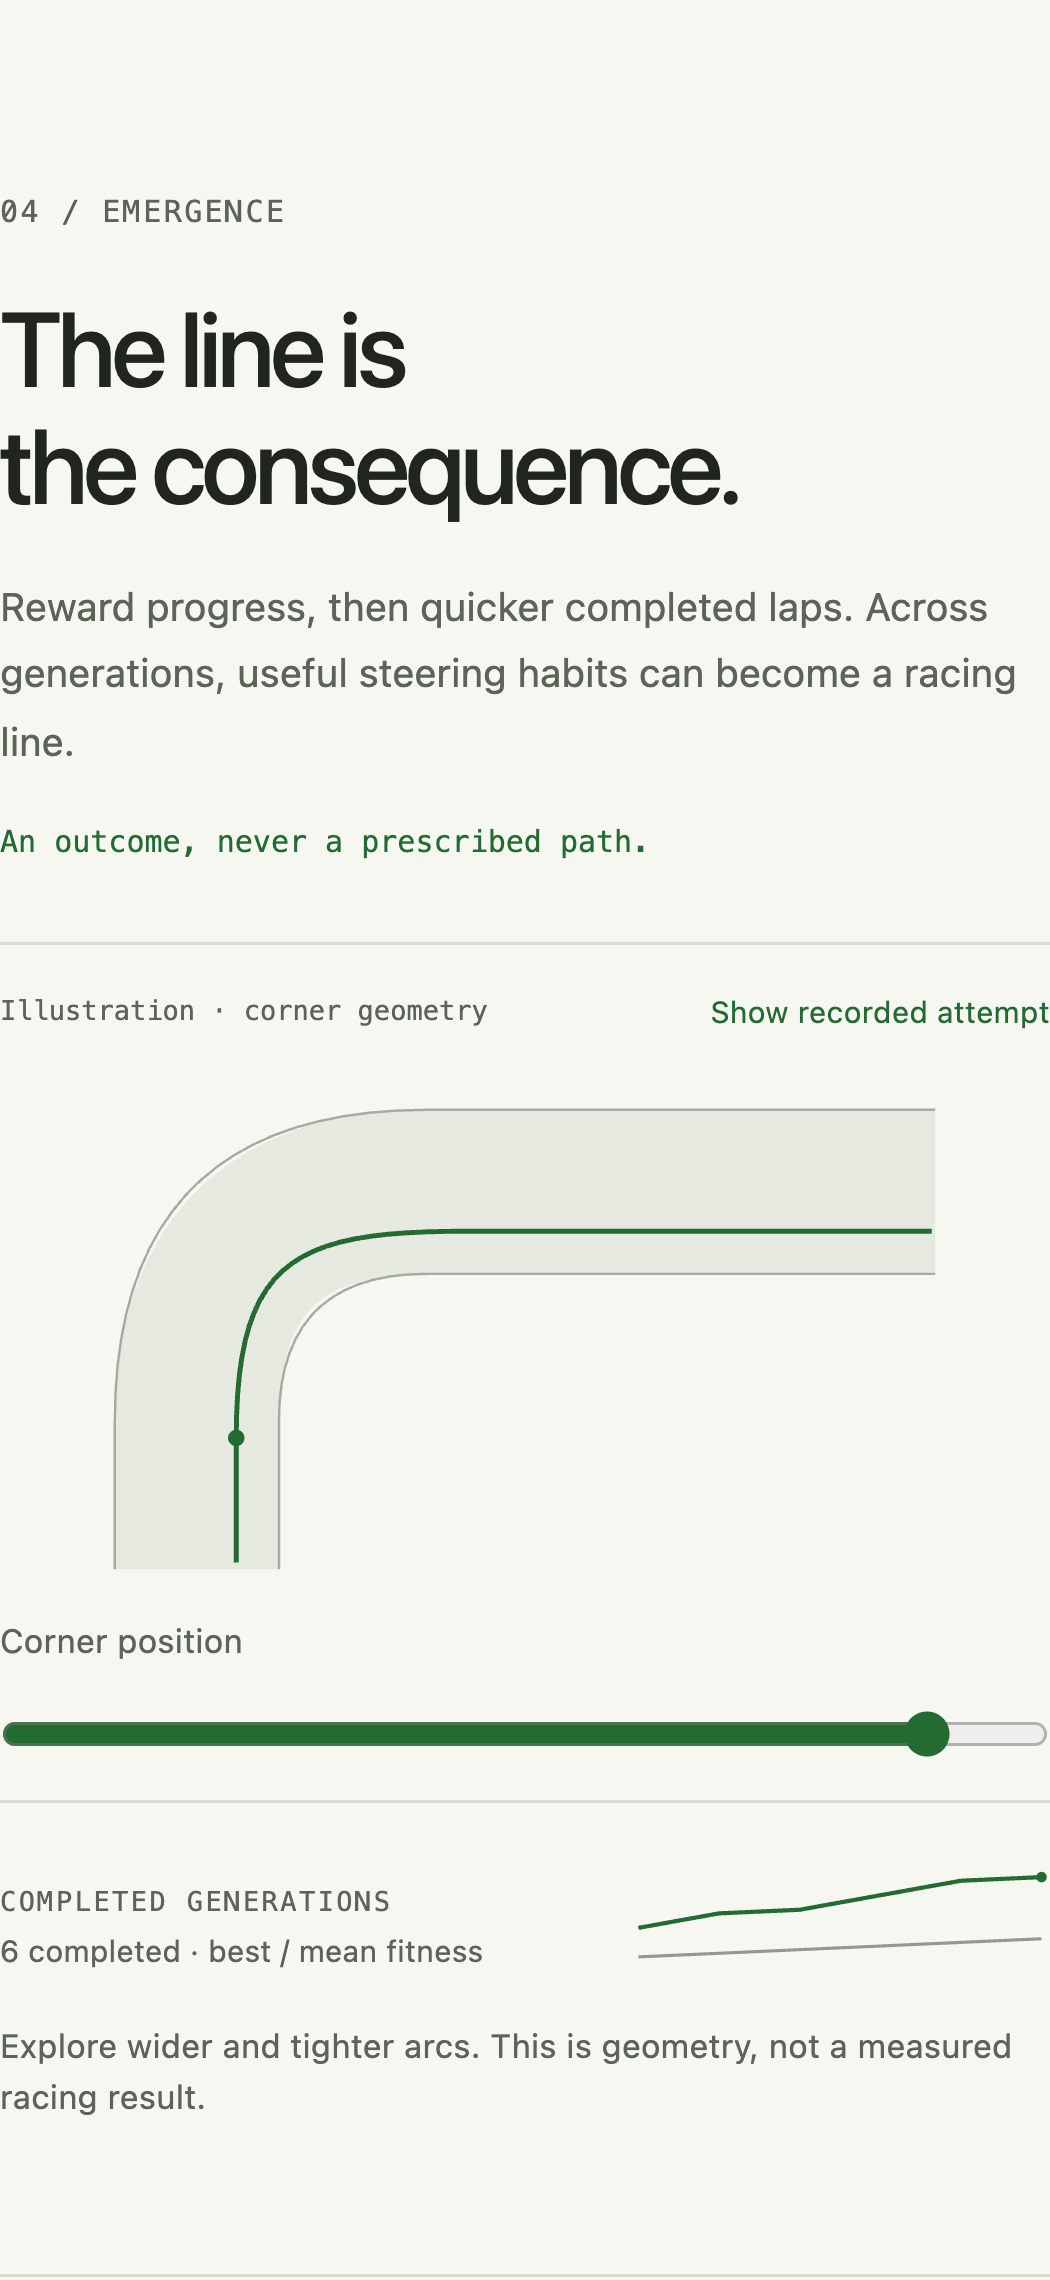 04 / EMERGENCE
The line is
the consequence.
Reward progress, then quicker completed laps. Across
generations, useful steering habits can become a racing
line.
An outcome, never a prescribed path.
Illustration · corner geometry
Show recorded attempt
Corner position
COMPLETED GENERATIONS
6 completed · best / mean fitness
Explore wider and tighter arcs. This is geometry, not a measured
racing result.